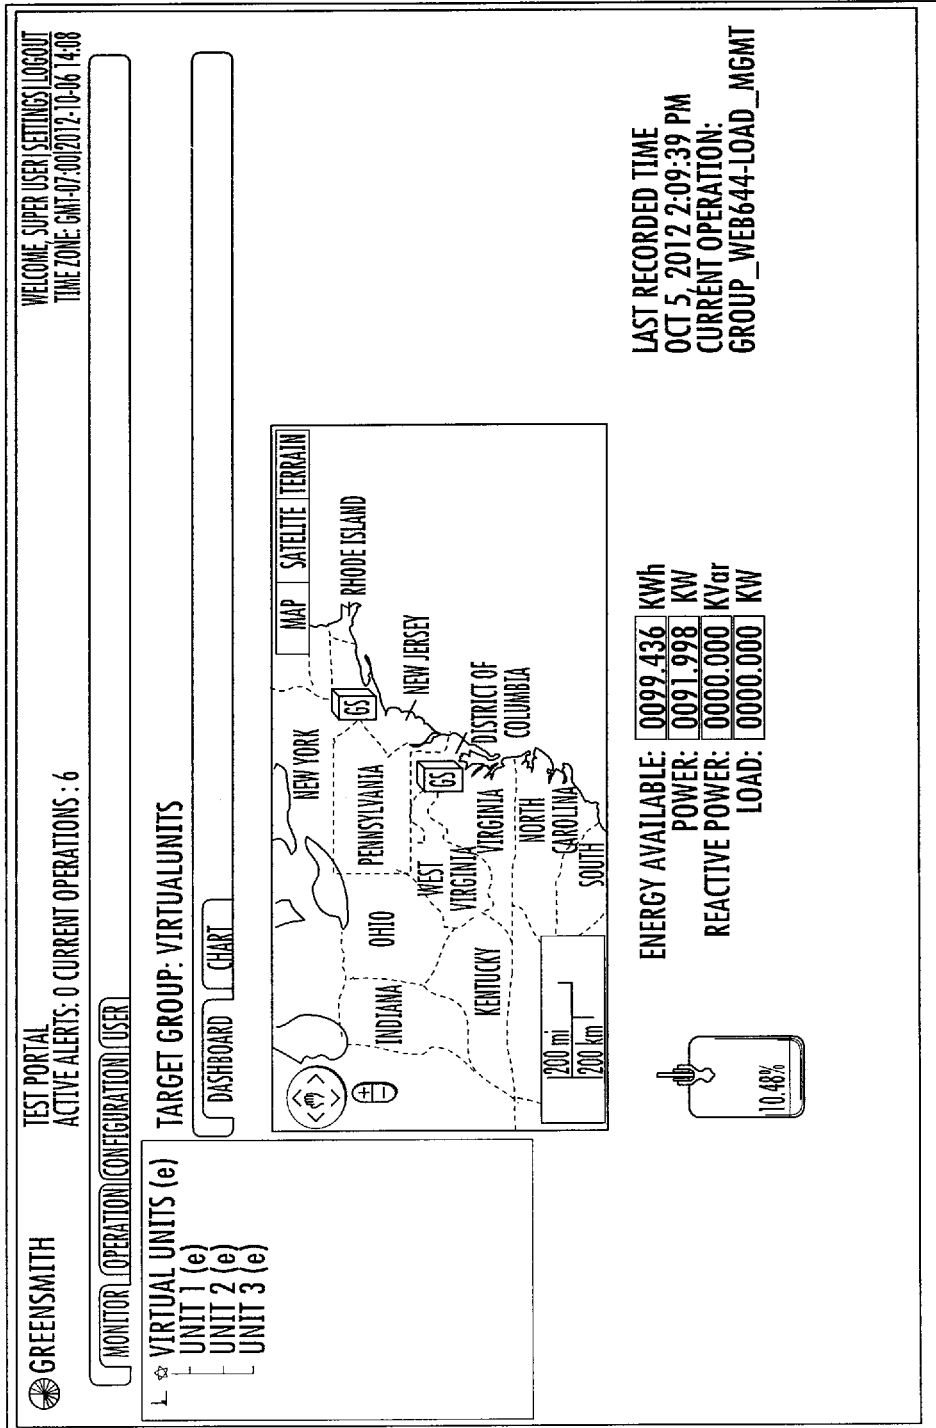 GREENSMITH
TEST PORTAL
ACTIVE ALERTS: 0 CURRENT OPERATIONS : 6
WELCOME, SUPER USER|SETTINGS|LOGOUT
TIME ZONE: GMT-07:00|2012-10-06 14:08
MONITOR OPERATION CONFIGURATION USER
VIRTUAL UNITS (e)
UNIT 1 (e)
UNIT 2 (e)
UNIT 3 (e)
TARGET GROUP: VIRTUALUNITS
DASHBOARD CHART
MAP SATELITE TERRAIN
NEW YORK
RHODE ISLAND
GS
PENNSYLVANIA
NEW JERSEY
OHIO
INDIANA
GS
DISTRICT OF
COLUMBIA
WEST
VIRGINIA
VIRGINIA
KENTUCKY
NORTH
CAROLINA
SOUTH
200 mi
200 km
+
−
10.48%
ENERGY AVAILABLE: 0099.436 KWh
POWER: 0091.998 KW
REACTIVE POWER: 0000.000 KVar
LOAD: 0000.000 KW
LAST RECORDED TIME
OCT 5, 2012 2:09:39 PM
CURRENT OPERATION:
GROUP_WEB644-LOAD_MGMT